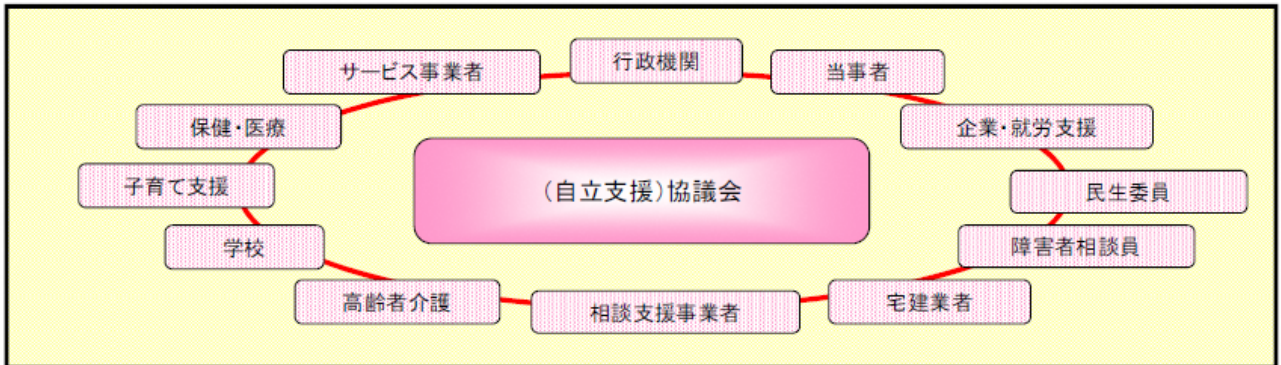 行政機関
サービス事業者
当事者
保健・医療
企業・就労支援
子育て支援
(自立支援)協議会
民生委員
学校
障害者相談員
高齢者介護
相談支援事業者
宅建業者